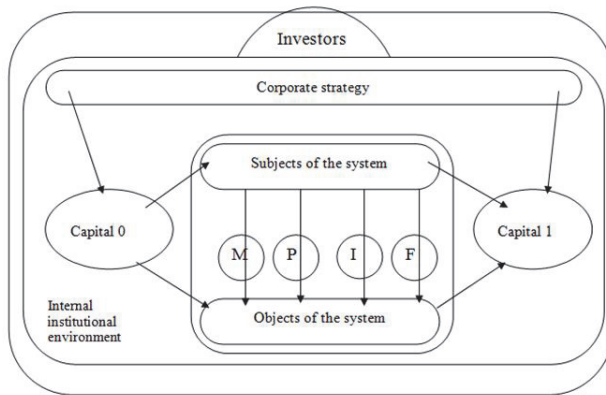 Investors
Corporate strategy
Subjects of the system
Capital 0
Capital 1
M P I F
Internal
institutional
environment
Objects of the system